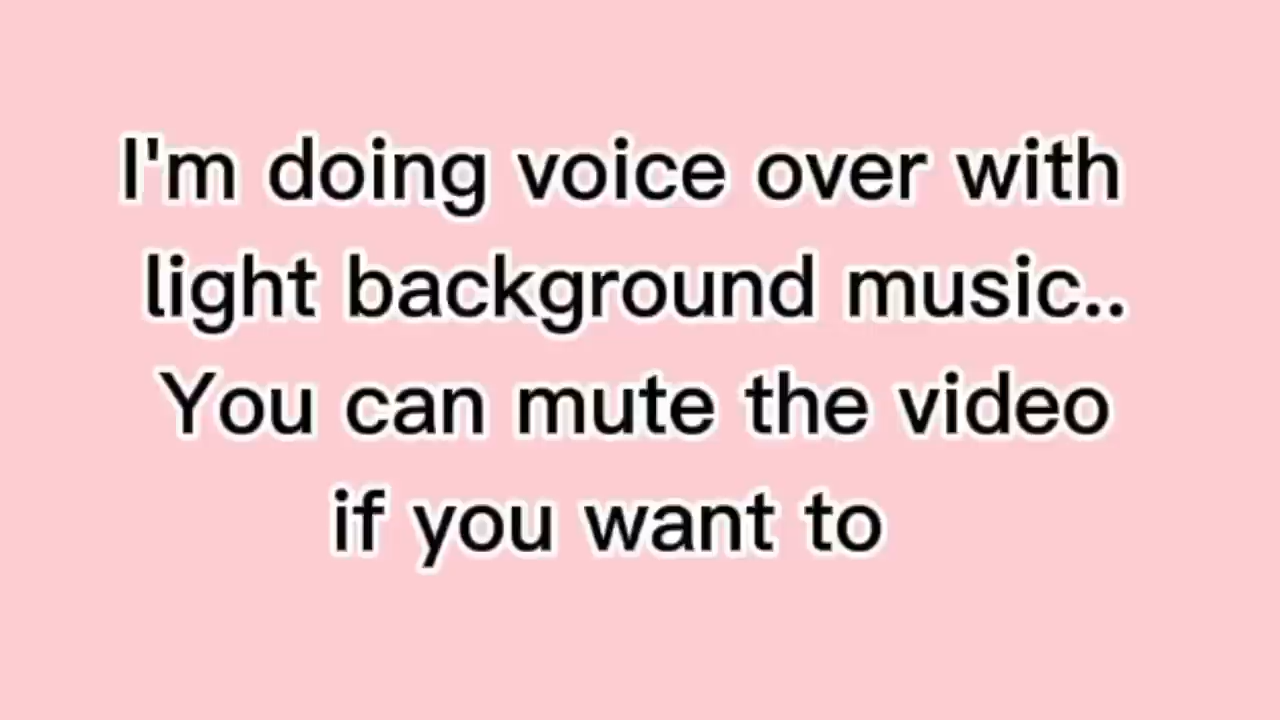 I'm doing voice over with
light background music..
You can mute the video
if you want to